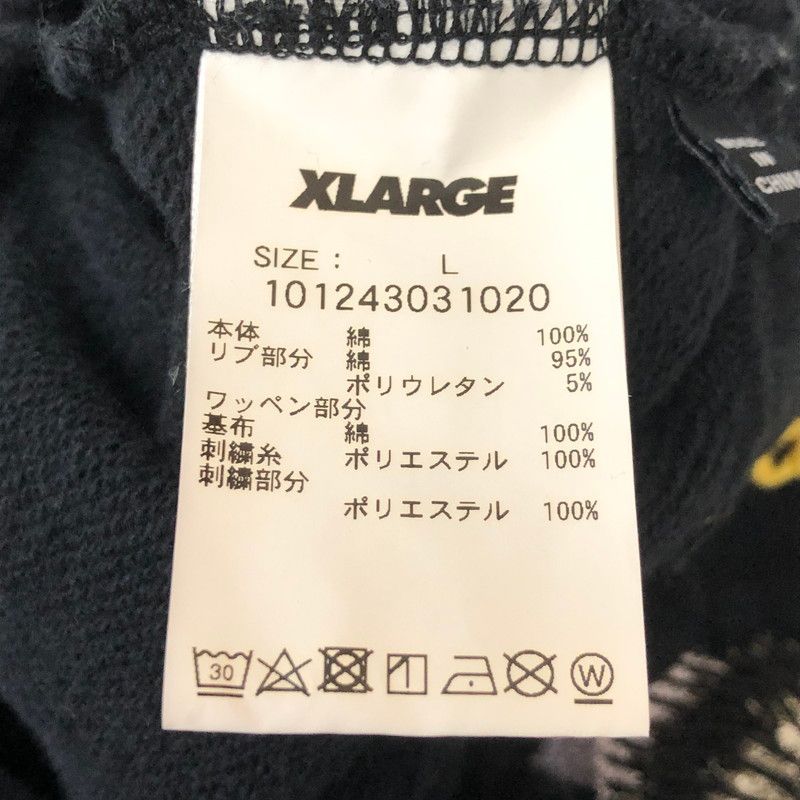 XLARGE
SIZE : L
101243031020
本体 綿 100%
リブ部分 綿 95%
ポリウレタン 5%
ワッペン部分
基布 綿 100%
刺繍糸 ポリエステル 100%
刺繍部分
ポリエステル 100%
30
W
IN
CHINA